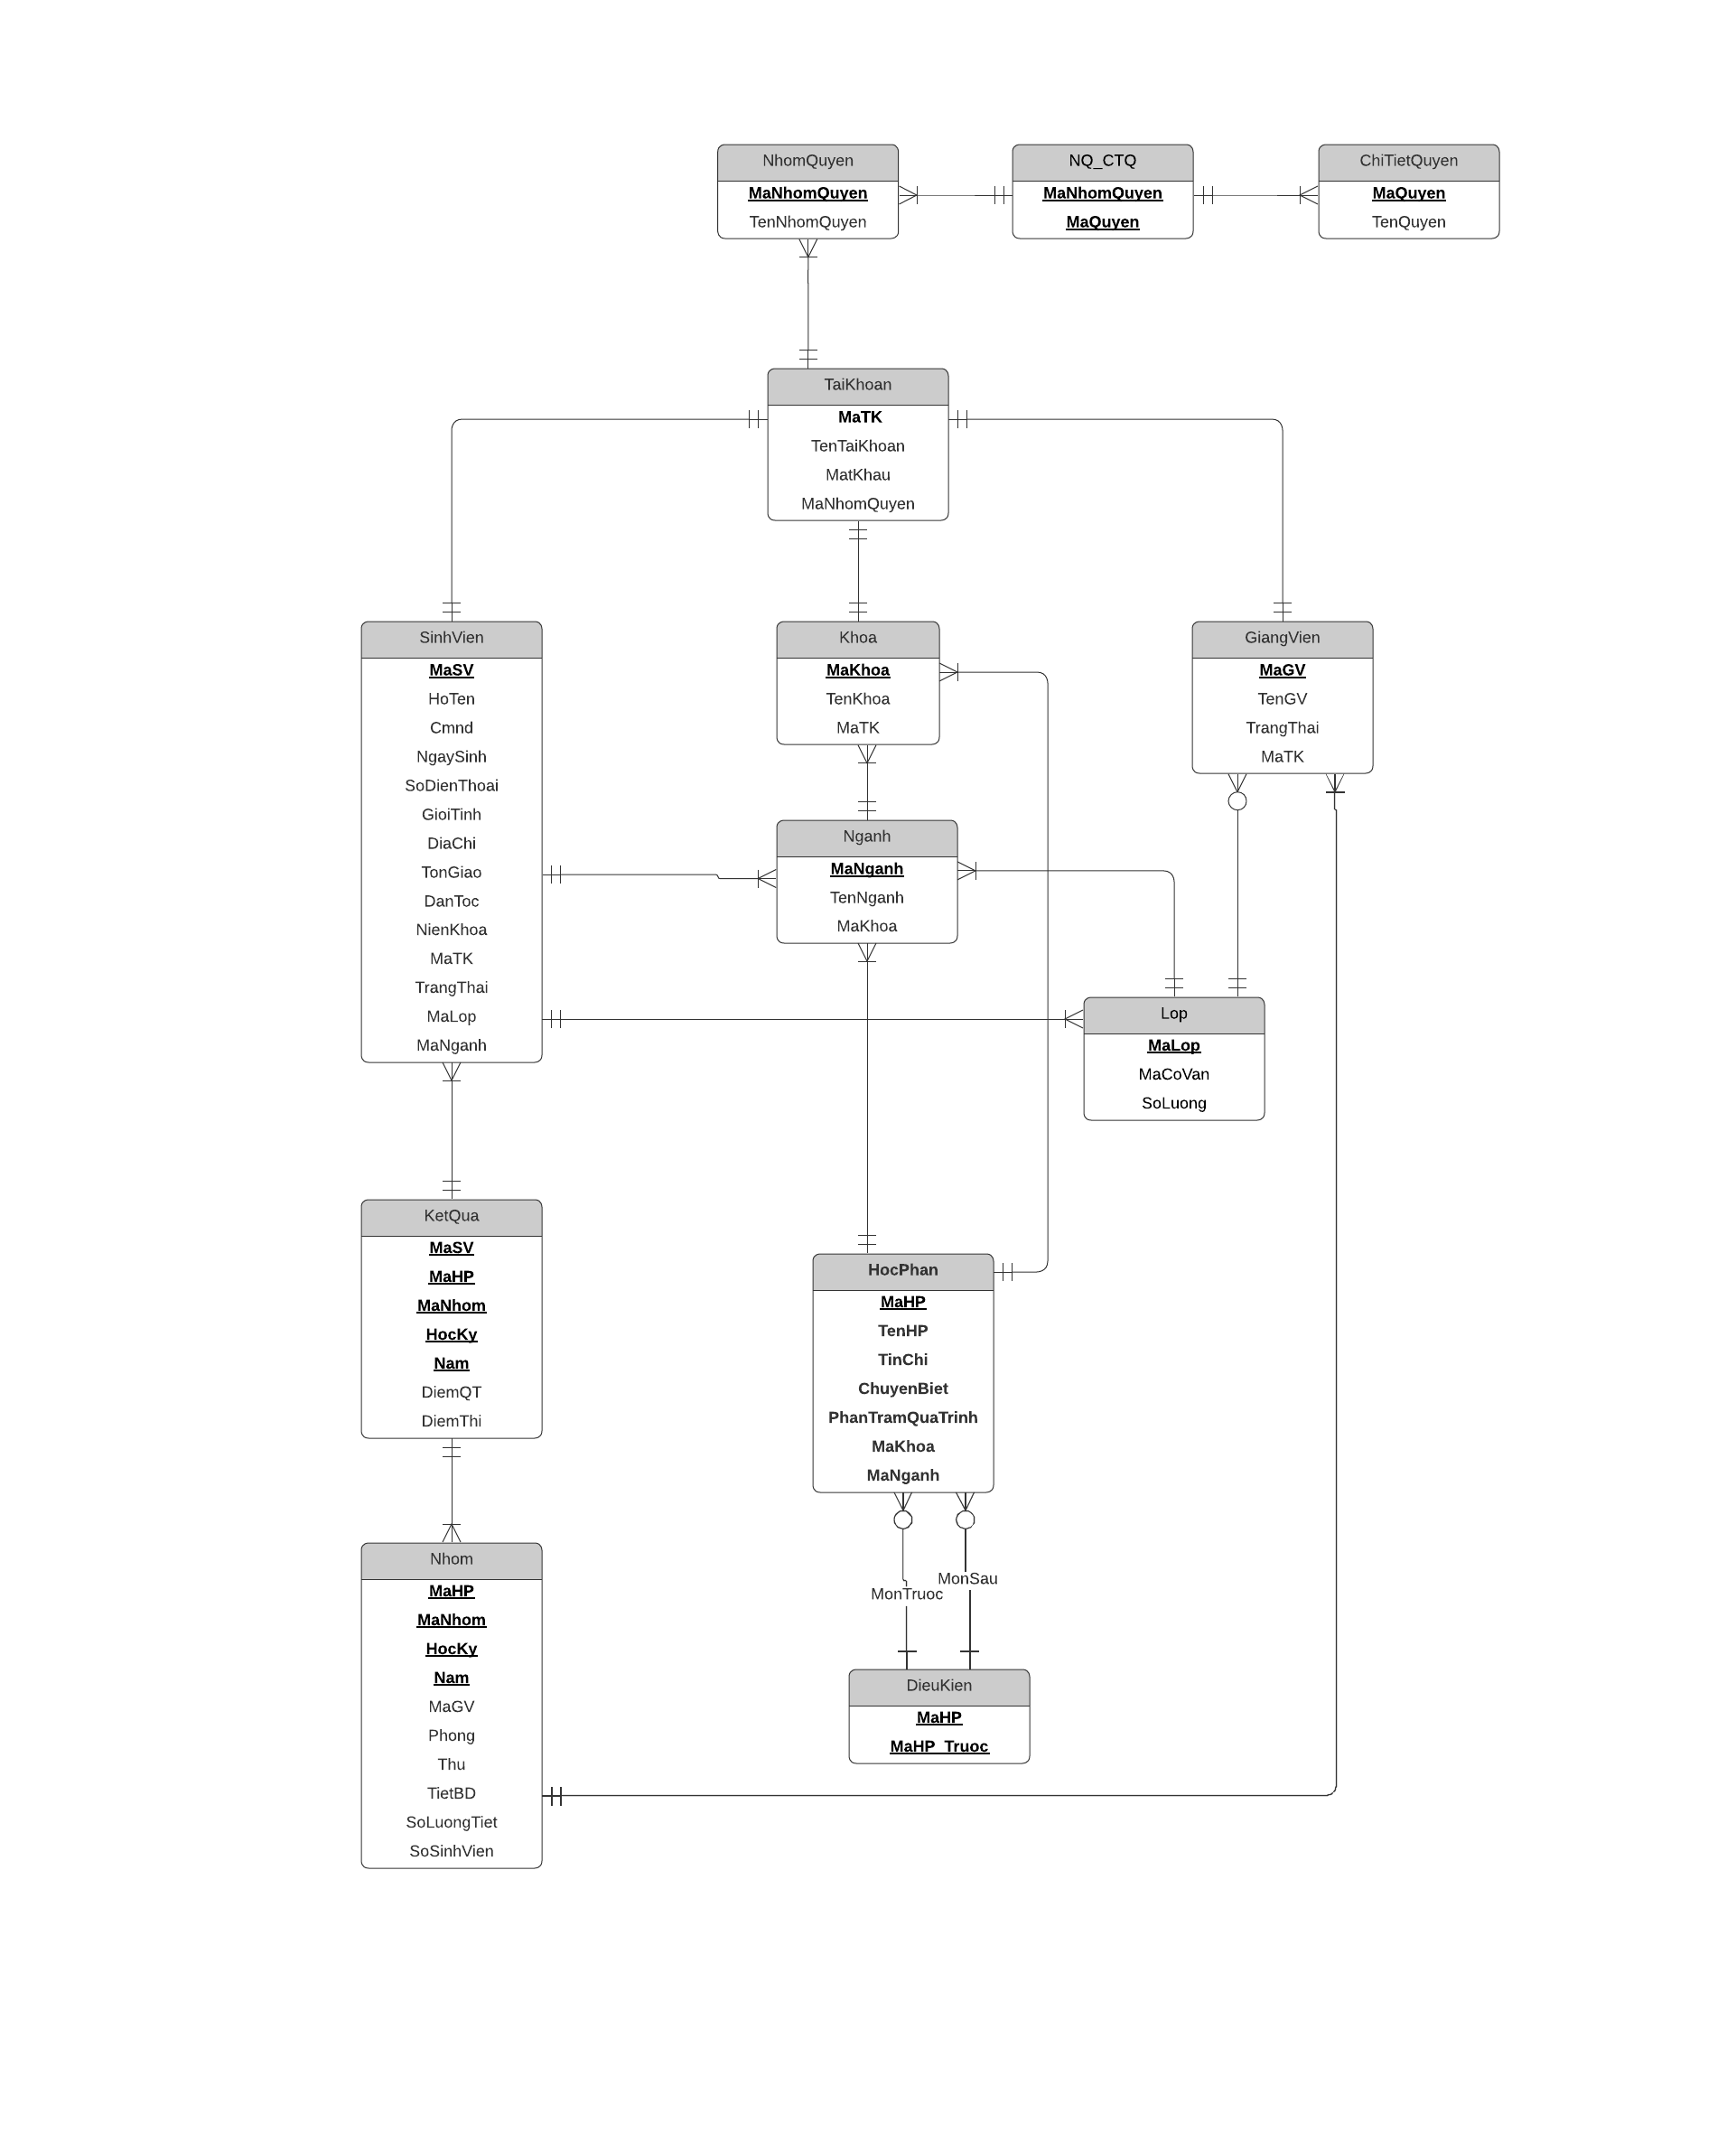 NhomQuyen
MaNhomQuyen
TenNhomQuyen
NQ_CTQ
MaNhomQuyen
MaQuyen
ChiTietQuyen
MaQuyen
TenQuyen
TaiKhoan
MaTK
TenTaiKhoan
MatKhau
MaNhomQuyen
SinhVien
MaSV
HoTen
Cmnd
NgaySinh
SoDienThoai
GioiTinh
DiaChi
TonGiao
DanToc
NienKhoa
MaTK
TrangThai
MaLop
MaNganh
Khoa
MaKhoa
TenKhoa
MaTK
GiangVien
MaGV
TenGV
TrangThai
MaTK
Nganh
MaNganh
TenNganh
MaKhoa
Lop
MaLop
MaCoVan
SoLuong
KetQua
MaSV
MaHP
MaNhom
HocKy
Nam
DiemQT
DiemThi
HocPhan
MaHP
TenHP
TinChi
ChuyenBiet
PhanTramQuaTrinh
MaKhoa
MaNganh
MonTruoc
MonSau
Nhom
MaHP
MaNhom
HocKy
Nam
MaGV
Phong
Thu
TietBD
SoLuongTiet
SoSinhVien
DieuKien
MaHP
MaHP_Truoc